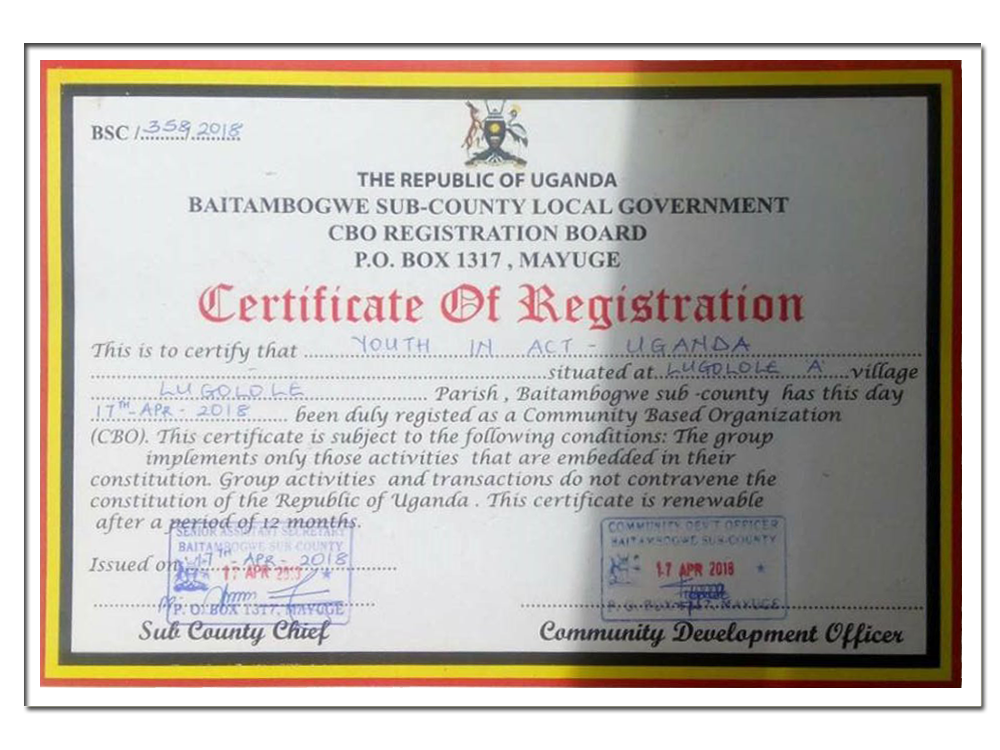 BSC / 358/ 2018
THE REPUBLIC OF UGANDA
BAITAMBOGWE SUB-COUNTY LOCAL GOVERNMENT
CBO REGISTRATION BOARD
P.O. BOX 1317 , MAYUGE
Certificate Of Registration
This is to certify that YOUTH IN ACT - UGANDA
situated at LUGOLOLE 'A' village
LUGOLOLE Parish , Baitambogwe sub -county has this day
17TH-APR - 2018 been duly registed as a Community Based Organization
(CBO). This certificate is subject to the following conditions: The group
implements only those activities that are embedded in their
constitution. Group activities and transactions do not contravene the
constitution of the Republic of Uganda . This certificate is renewable
after a period of 12 months.
SENIOR ASSISTANT SECRETARY
BAITAMBOGWE SUB COUNTY
Issued on 17TH - APR - 2018
17 APR 2018
P. O. BOX 1317, MAYUGE
Sub County Chief
COMMUNITY DEV'T OFFICER
BAITAMBOGWE SUB-COUNTY
17 APR 2018
P. O. BOX 1317, MAYUGE
Community Development Officer